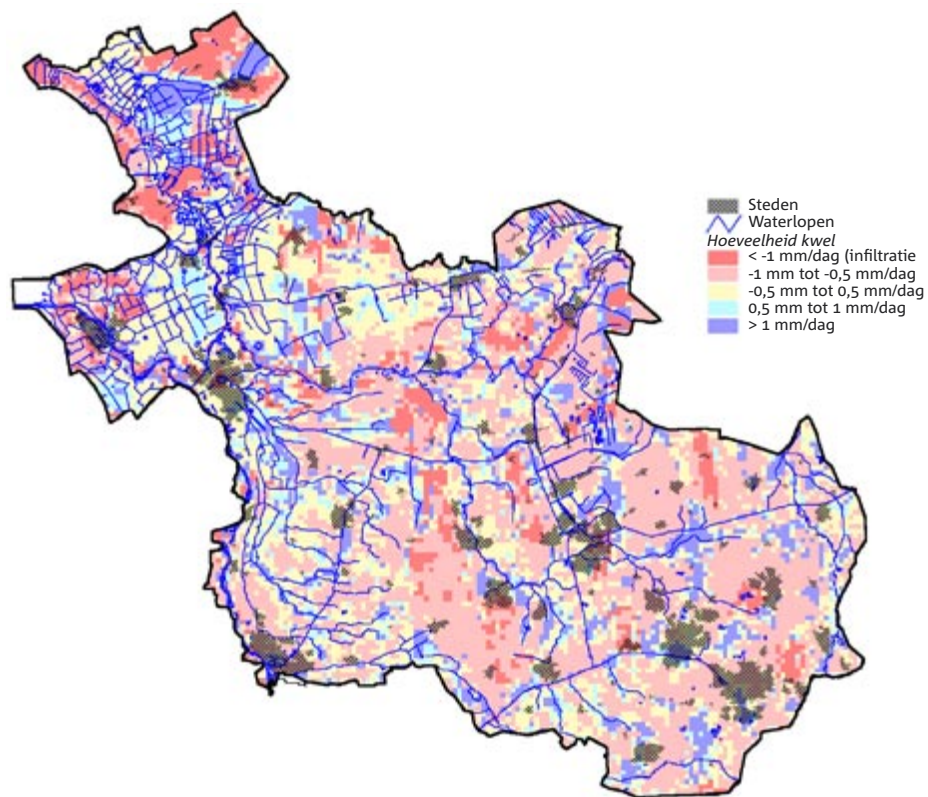 Steden
Waterlopen
Hoeveelheid kwel
< -1 mm/dag (infiltratie
-1 mm tot -0,5 mm/dag
-0,5 mm tot 0,5 mm/dag
0,5 mm tot 1 mm/dag
> 1 mm/dag